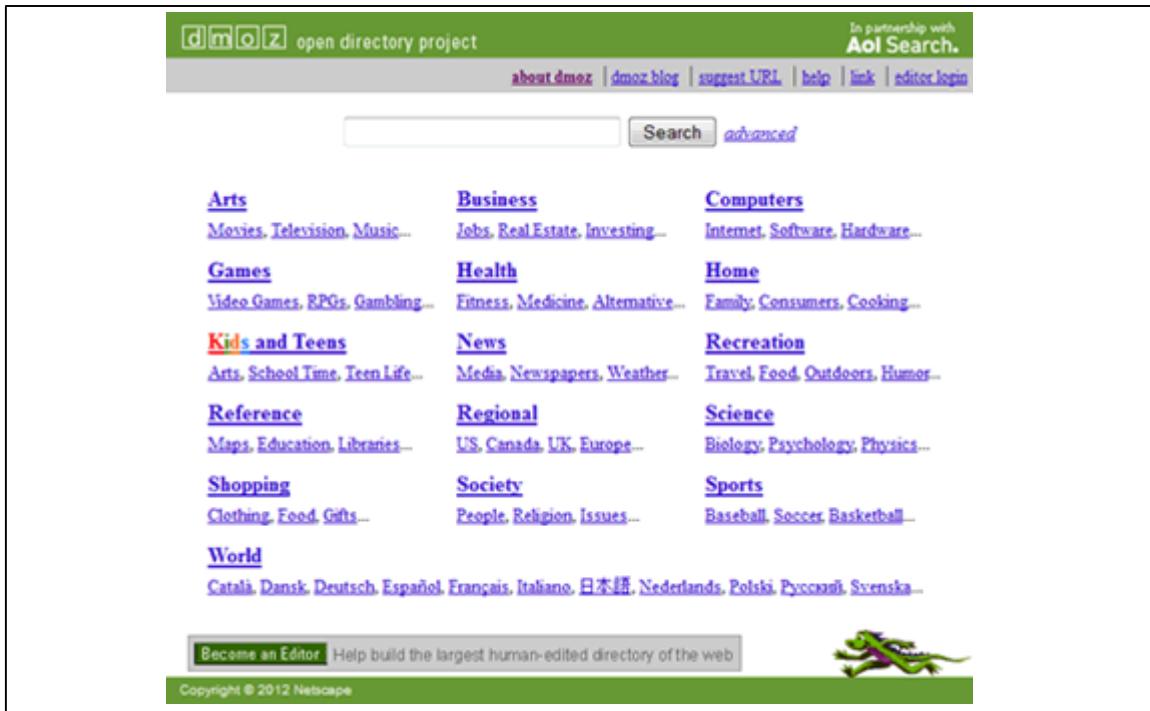 dmoz open directory project
In partnership with
Aol Search.
about dmoz | dmoz blog | suggest URL | help | link | editor login
Search advanced
Arts Business Computers
Movies, Television, Music... Jobs, Real Estate, Investing... Internet, Software, Hardware...
Games Health Home
Video Games, RPGs, Gambling... Fitness, Medicine, Alternative... Family, Consumers, Cooking...
Kids and Teens News Recreation
Arts, School Time, Teen Life... Media, Newspapers, Weather... Travel, Food, Outdoors, Humor...
Reference Regional Science
Maps, Education, Libraries... US, Canada, UK, Europe... Biology, Psychology, Physics...
Shopping Society Sports
Clothing, Food, Gifts... People, Religion, Issues... Baseball, Soccer, Basketball...
World
Català, Dansk, Deutsch, Español, Français, Italiano, 日本語, Nederlands, Polski, Русский, Svenska...
Become an Editor Help build the largest human-edited directory of the web
Copyright © 2012 Netscape